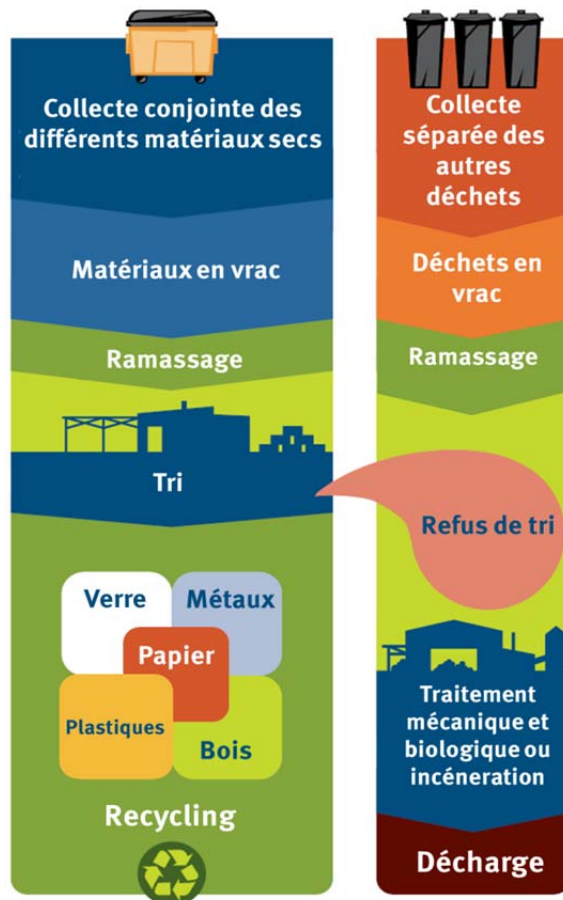 Collecte conjointe des
différents matériaux secs
Matériaux en vrac
Ramassage
Tri
Verre
Métaux
Papier
Plastiques
Bois
Recycling
Collecte
séparée des
autres
déchets
Déchets en
vrac
Ramassage
Refus de tri
Traitement
mécanique et
biologique ou
incéneration
Décharge